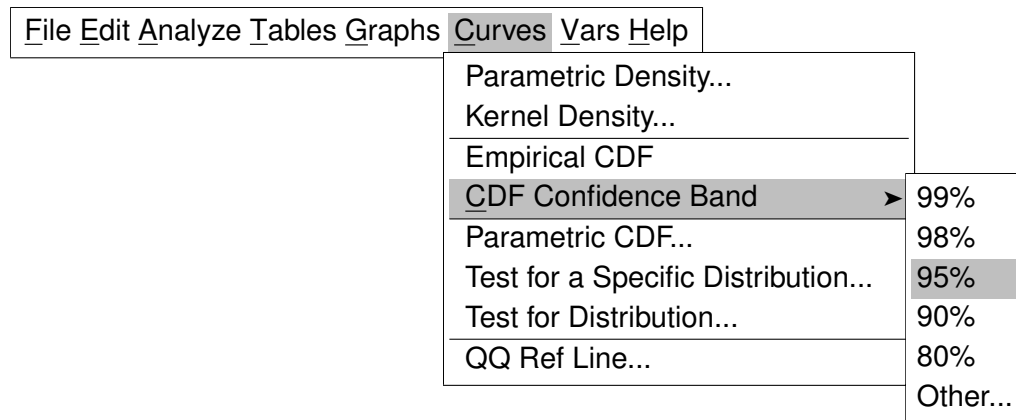 File Edit Analyze Tables Graphs Curves Vars Help
Parametric Density...
Kernel Density...
Empirical CDF
CDF Confidence Band ➤
Parametric CDF...
Test for a Specific Distribution...
Test for Distribution...
QQ Ref Line...
99%
98%
95%
90%
80%
Other...